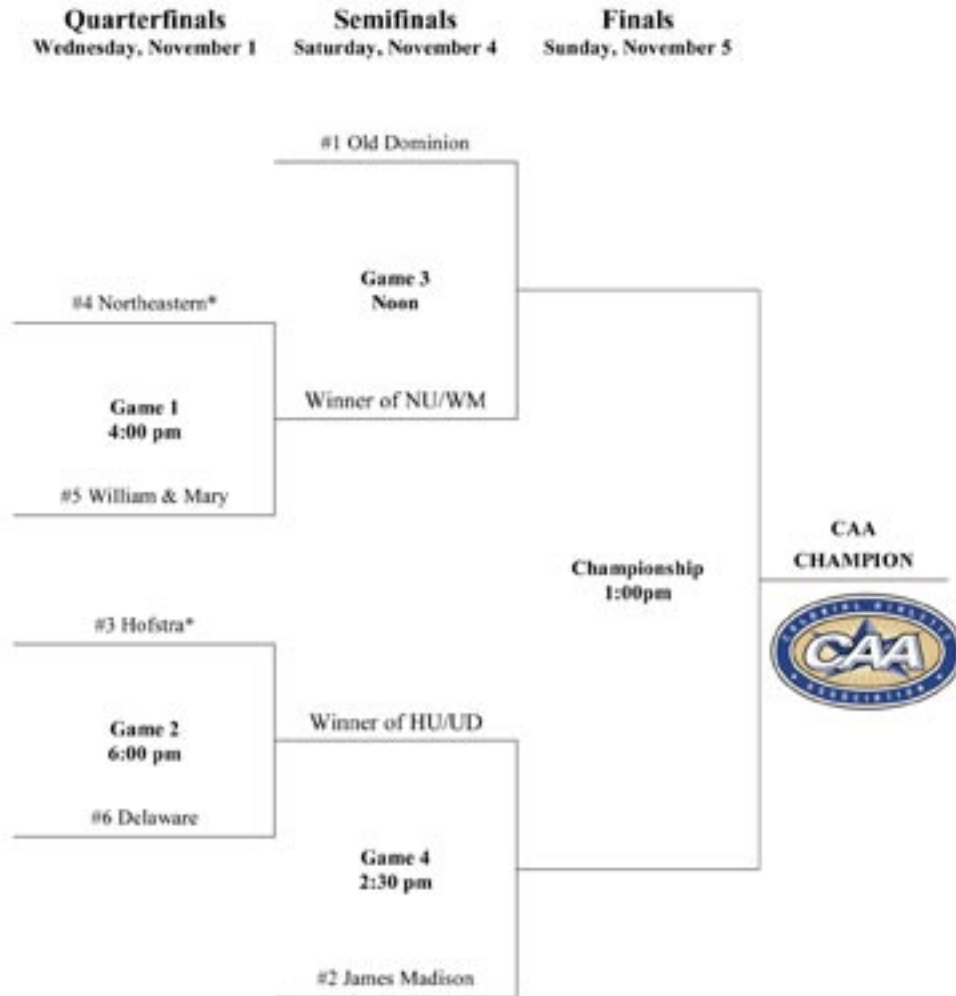 Quarterfinals
Wednesday, November 1
Semifinals
Saturday, November 4
Finals
Sunday, November 5
#1 Old Dominion
Game 3
Noon
#4 Northeastern*
Winner of NU/WM
Game 1
4:00 pm
#5 William & Mary
CAA
CHAMPION
Championship
1:00pm
#3 Hofstra*
COLONIAL ATHLETIC
CAA
ASSOCIATION
Winner of HU/UD
Game 2
6:00 pm
#6 Delaware
Game 4
2:30 pm
#2 James Madison